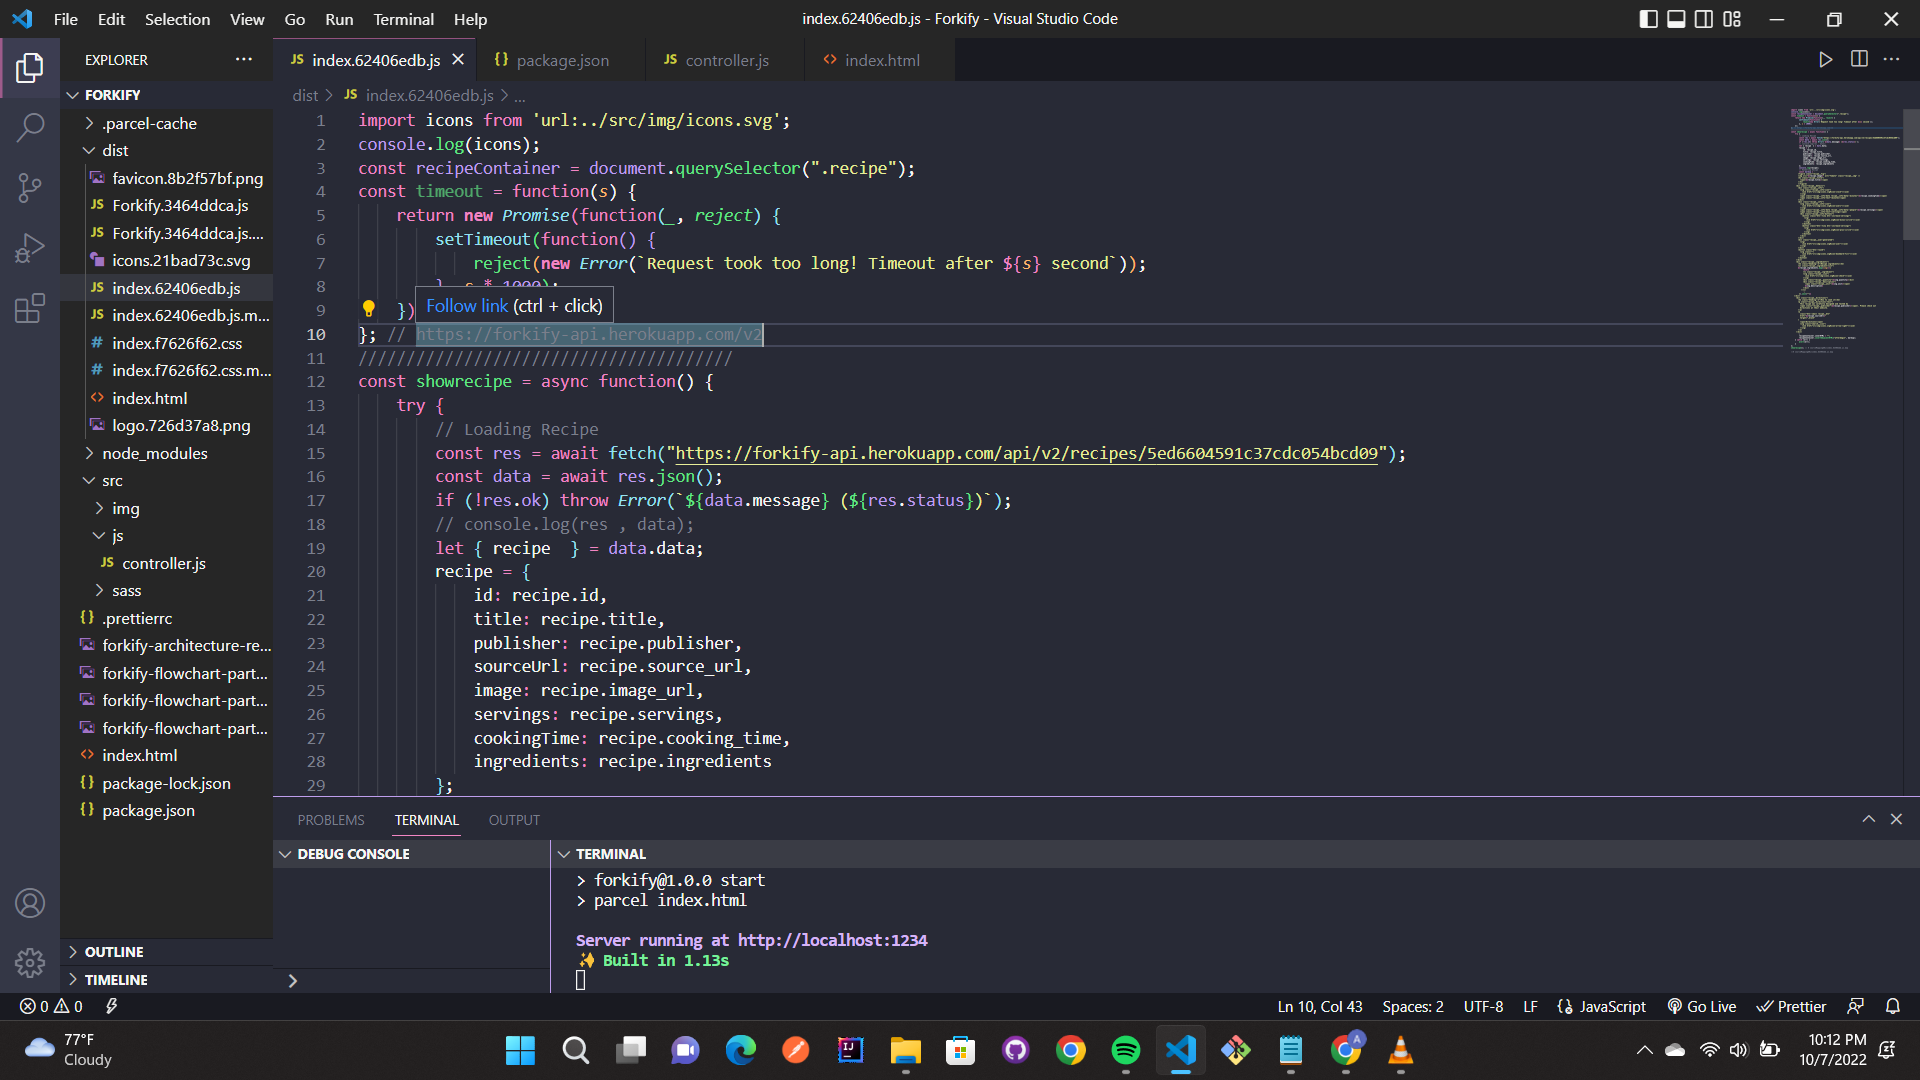 File Edit Selection View Go Run Terminal Help
index.62406edb.js - Forkify - Visual Studio Code
EXPLORER
FORKIFY
.parcel-cache
dist
favicon.8b2f57bf.png
JS Forkify.3464ddca.js
JS Forkify.3464ddca.js....
icons.21bad73c.svg
JS index.62406edb.js
JS index.62406edb.js.m...
# index.f7626f62.css
# index.f7626f62.css.m...
<> index.html
logo.726d37a8.png
node_modules
src
img
js
JS controller.js
sass
{} .prettierrc
forkify-architecture-re...
forkify-flowchart-part...
forkify-flowchart-part...
forkify-flowchart-part...
<> index.html
{} package-lock.json
{} package.json
OUTLINE
TIMELINE
JS index.62406edb.js
{} package.json
JS controller.js
<> index.html
dist > JS index.62406edb.js > ...
1 import icons from 'url:../src/img/icons.svg';
2 console.log(icons);
3 const recipeContainer = document.querySelector(".recipe");
4 const timeout = function(s) {
5 return new Promise(function(_, reject) {
6 setTimeout(function() {
7 reject(new Error(`Request took too long! Timeout after ${s} second`));
8 }, s * 1000);
Follow link (ctrl + click)
9 })
10 }; // https://forkify-api.herokuapp.com/v2
11 ///////////////////////////////////////
12 const showrecipe = async function() {
13 try {
14 // Loading Recipe
15 const res = await fetch("https://forkify-api.herokuapp.com/api/v2/recipes/5ed6604591c37cdc054bcd09");
16 const data = await res.json();
17 if (!res.ok) throw Error(`${data.message} (${res.status})`);
18 // console.log(res , data);
19 let { recipe  } = data.data;
20 recipe = {
21 id: recipe.id,
22 title: recipe.title,
23 publisher: recipe.publisher,
24 sourceUrl: recipe.source_url,
25 image: recipe.image_url,
26 servings: recipe.servings,
27 cookingTime: recipe.cooking_time,
28 ingredients: recipe.ingredients
29 };
PROBLEMS TERMINAL OUTPUT
DEBUG CONSOLE
TERMINAL
> forkify@1.0.0 start
> parcel index.html
Server running at http://localhost:1234
✨ Built in 1.13s
0 0
Ln 10, Col 43 Spaces: 2 UTF-8 LF JavaScript Go Live Prettier
77°F
Cloudy
10:12 PM
10/7/2022